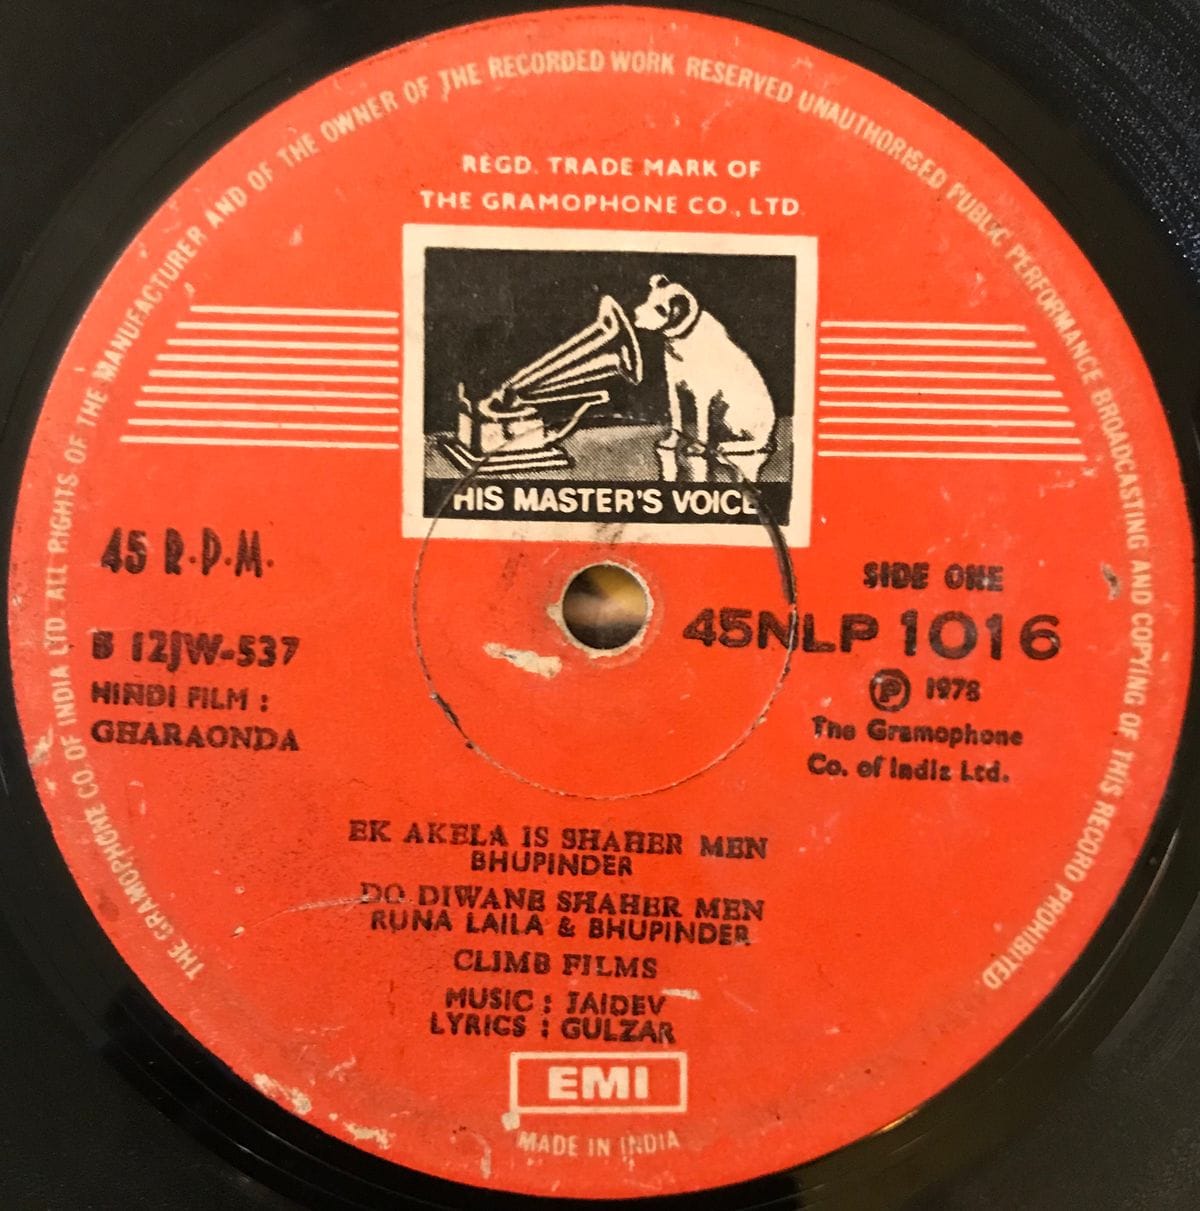 THE GRAMOPHONE CO. OF INDIA LTD. ALL RIGHTS OF THE MANUFACTURER AND OF THE OWNER OF THE RECORDED WORK RESERVED UNAUTHORISED PUBLIC PERFORMANCE BROADCASTING AND COPYING OF THIS RECORD PROHIBITED.
REGD. TRADE MARK OF
THE GRAMOPHONE CO., LTD.
HIS MASTER'S VOICE
45 R.P.M.
SIDE ONE
45NLP 1016
B 12JW-537
HINDI FILM :
GHARAONDA
Ⓟ 1978
The Gramophone
Co. of India Ltd.
EK AKELA IS SHAHER MEN
BHUPINDER
DO DIWANE SHAHER MEN
RUNA LAILA & BHUPINDER
CLIMB FILMS
MUSIC : JAIDEV
LYRICS : GULZAR
EMI
MADE IN INDIA